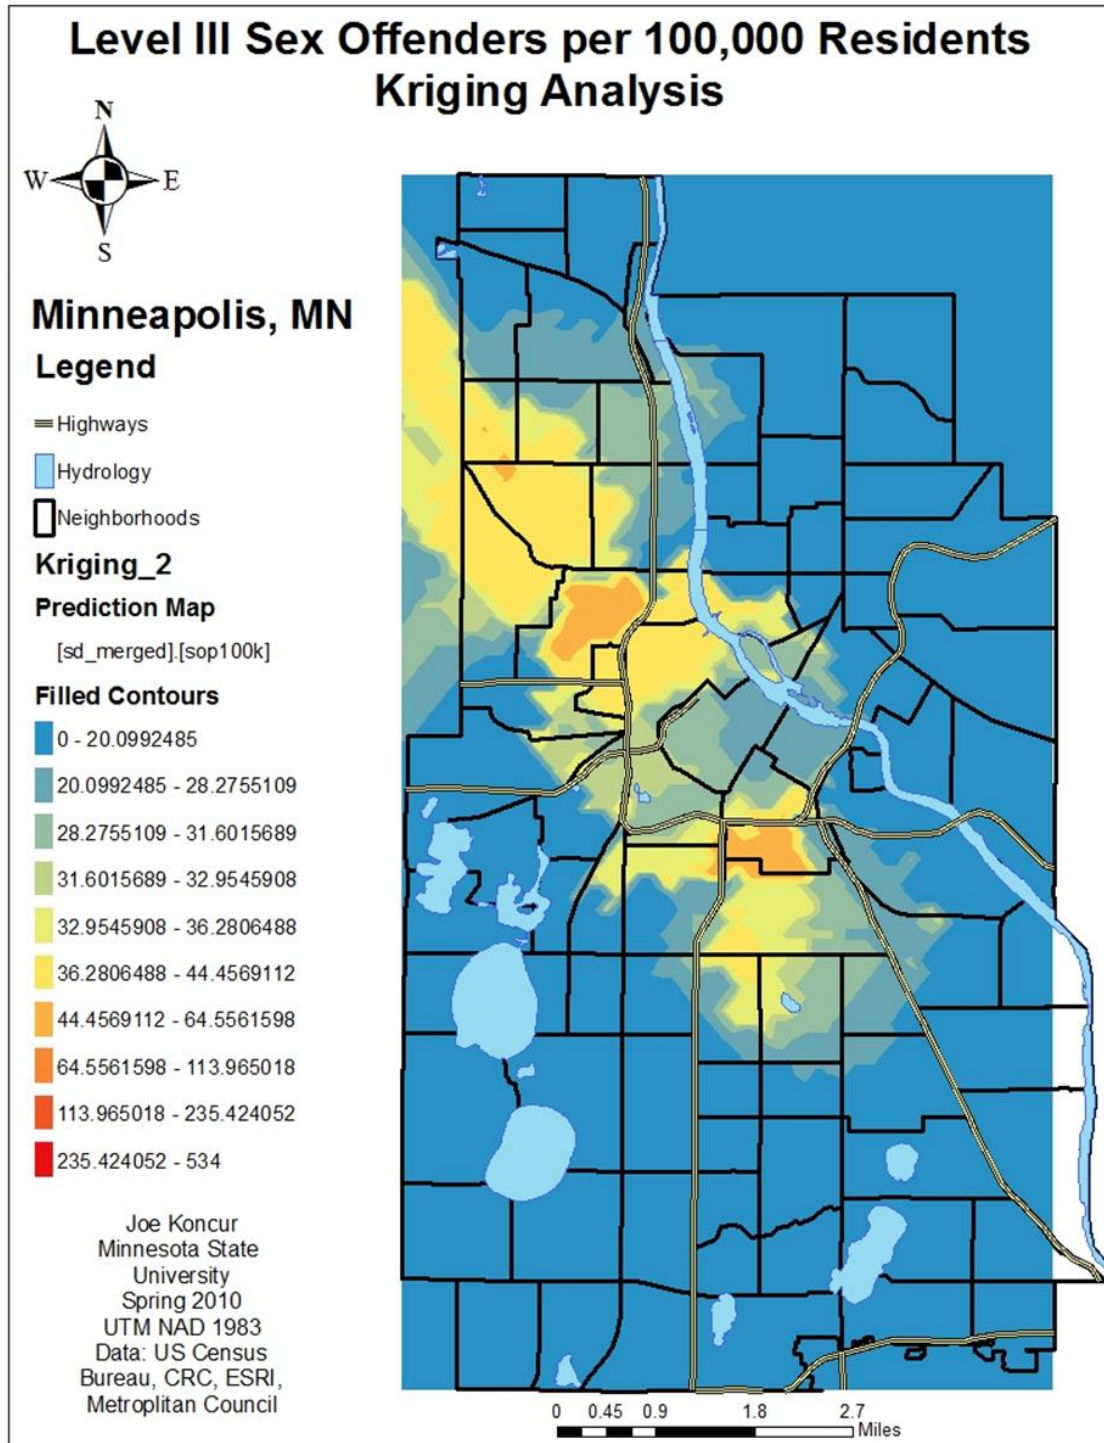 Level III Sex Offenders per 100,000 Residents
Kriging Analysis
N
W E
S
Minneapolis, MN
Legend
Highways
Hydrology
Neighborhoods
Kriging_2
Prediction Map
[sd_merged].[sop100k]
Filled Contours
0 - 20.0992485
20.0992485 - 28.2755109
28.2755109 - 31.6015689
31.6015689 - 32.9545908
32.9545908 - 36.2806488
36.2806488 - 44.4569112
44.4569112 - 64.5561598
64.5561598 - 113.965018
113.965018 - 235.424052
235.424052 - 534
Joe Koncur
Minnesota State
University
Spring 2010
UTM NAD 1983
Data: US Census
Bureau, CRC, ESRI,
Metroplitan Council
0 0.45 0.9 1.8 2.7
Miles